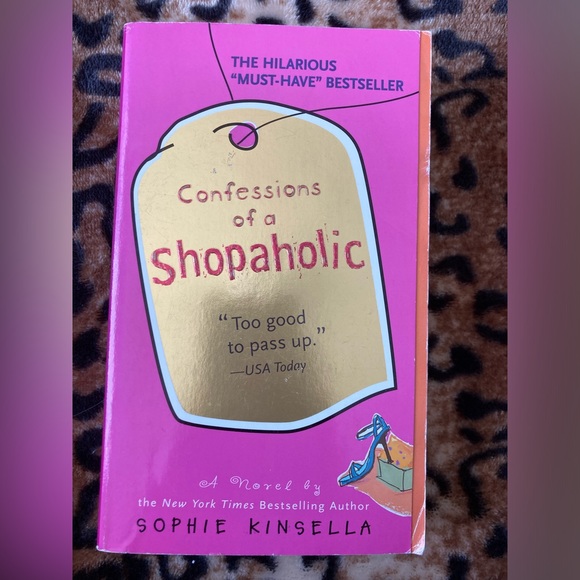 THE HILARIOUS
“MUST-HAVE” BESTSELLER
Confessions
of a
Shopaholic
“Too good
to pass up.”
—USA Today
A Novel by
the New York Times Bestselling Author
SOPHIE KINSELLA